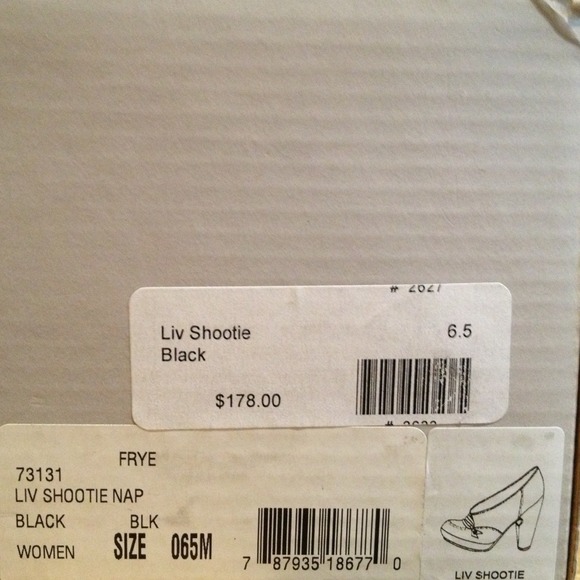 # 2627
Liv Shootie 6.5
Black
$178.00
FRYE
73131
LIV SHOOTIE NAP
BLACK BLK
WOMEN SIZE 065M
7 87935 18677 0
LIV SHOOTIE